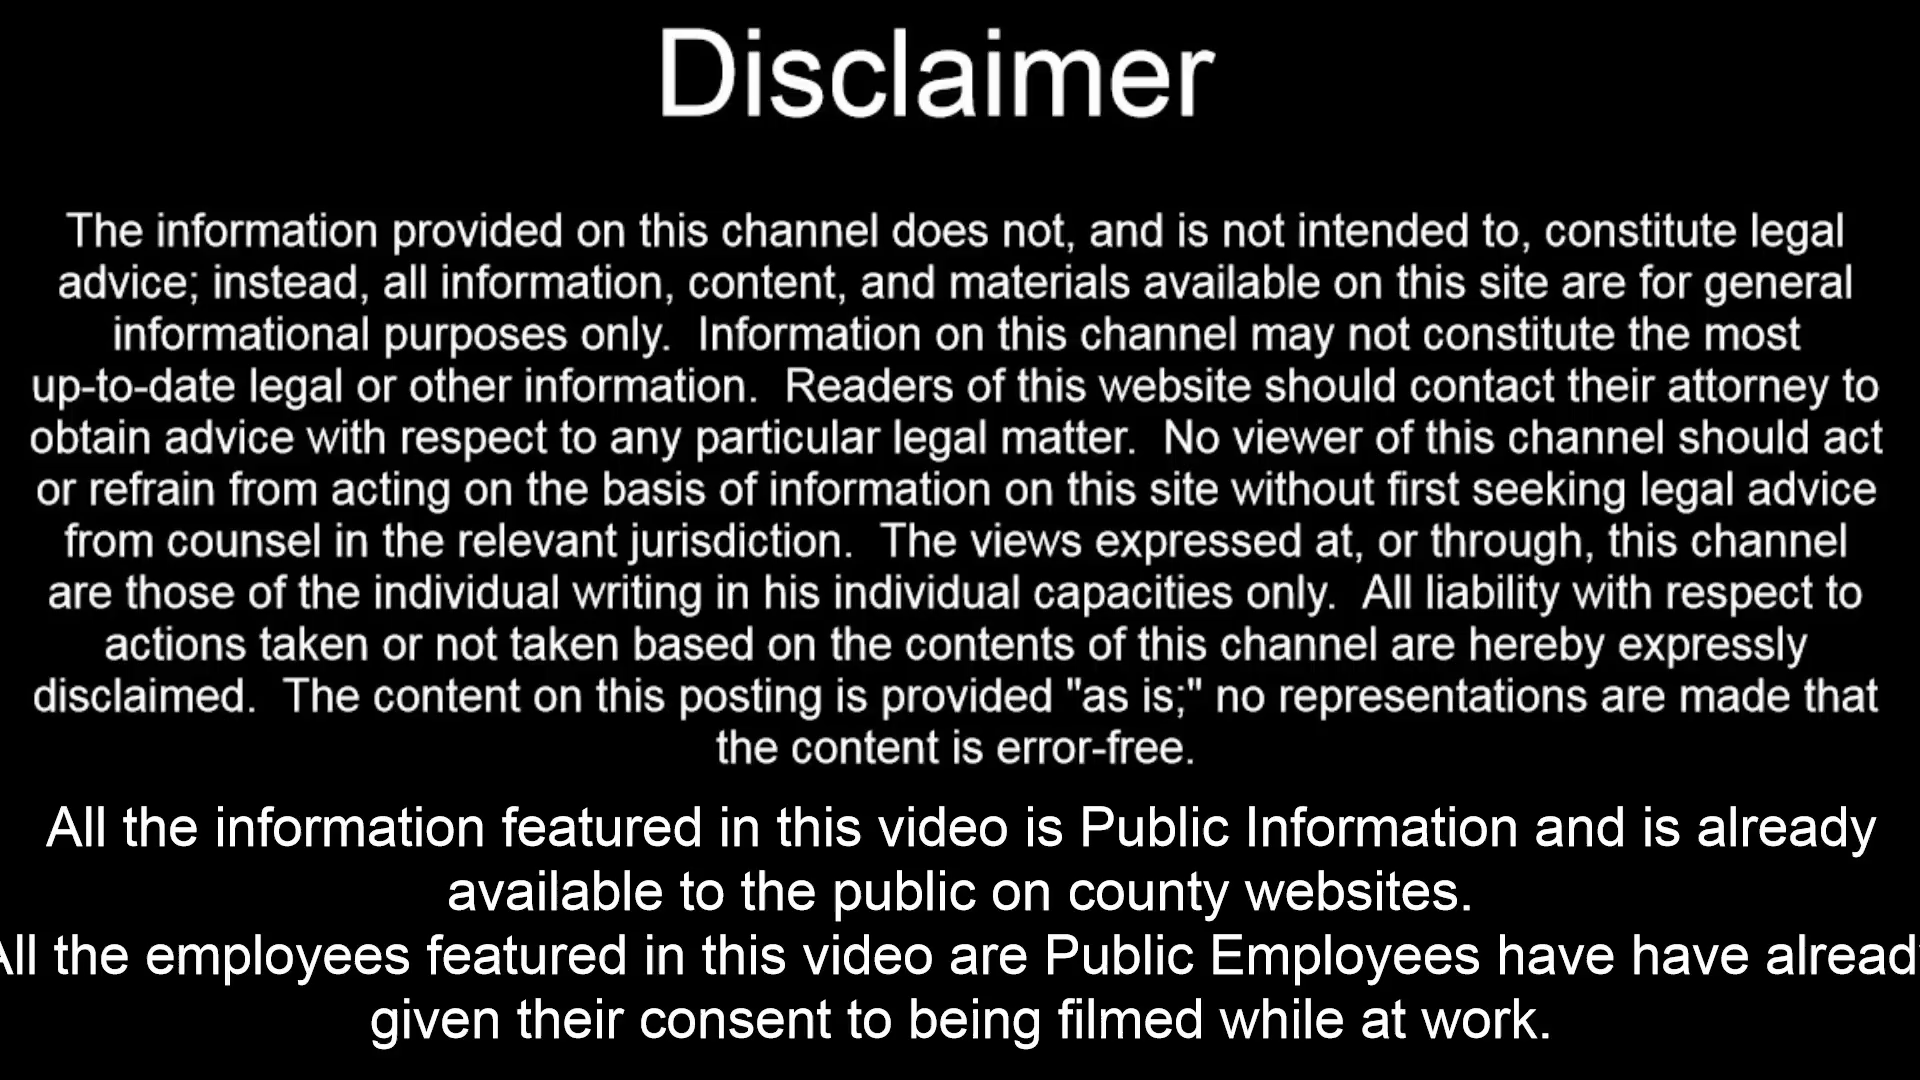 Disclaimer
The information provided on this channel does not, and is not intended to, constitute legal
advice; instead, all information, content, and materials available on this site are for general
informational purposes only.  Information on this channel may not constitute the most
up-to-date legal or other information.  Readers of this website should contact their attorney to
obtain advice with respect to any particular legal matter.  No viewer of this channel should act
or refrain from acting on the basis of information on this site without first seeking legal advice
from counsel in the relevant jurisdiction.  The views expressed at, or through, this channel
are those of the individual writing in his individual capacities only.  All liability with respect to
actions taken or not taken based on the contents of this channel are hereby expressly
disclaimed.  The content on this posting is provided "as is;" no representations are made that
the content is error-free.
All the information featured in this video is Public Information and is already
available to the public on county websites.
All the employees featured in this video are Public Employees have have alread
given their consent to being filmed while at work.